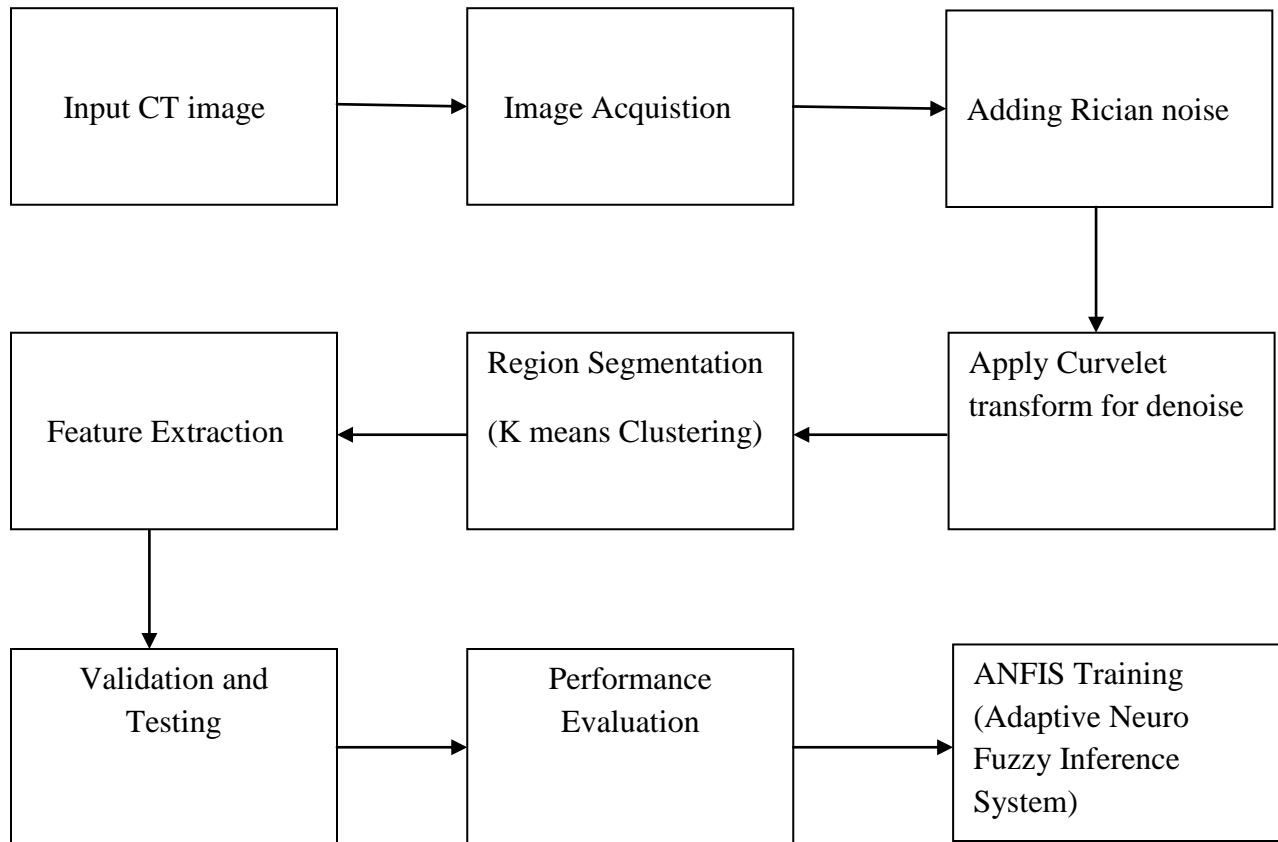 Input CT image
Image Acquistion
Adding Rician noise
Apply Curvelet
transform for denoise
Region Segmentation
(K means Clustering)
Feature Extraction
Validation and
Testing
Performance
Evaluation
ANFIS Training
(Adaptive Neuro
Fuzzy Inference
System)